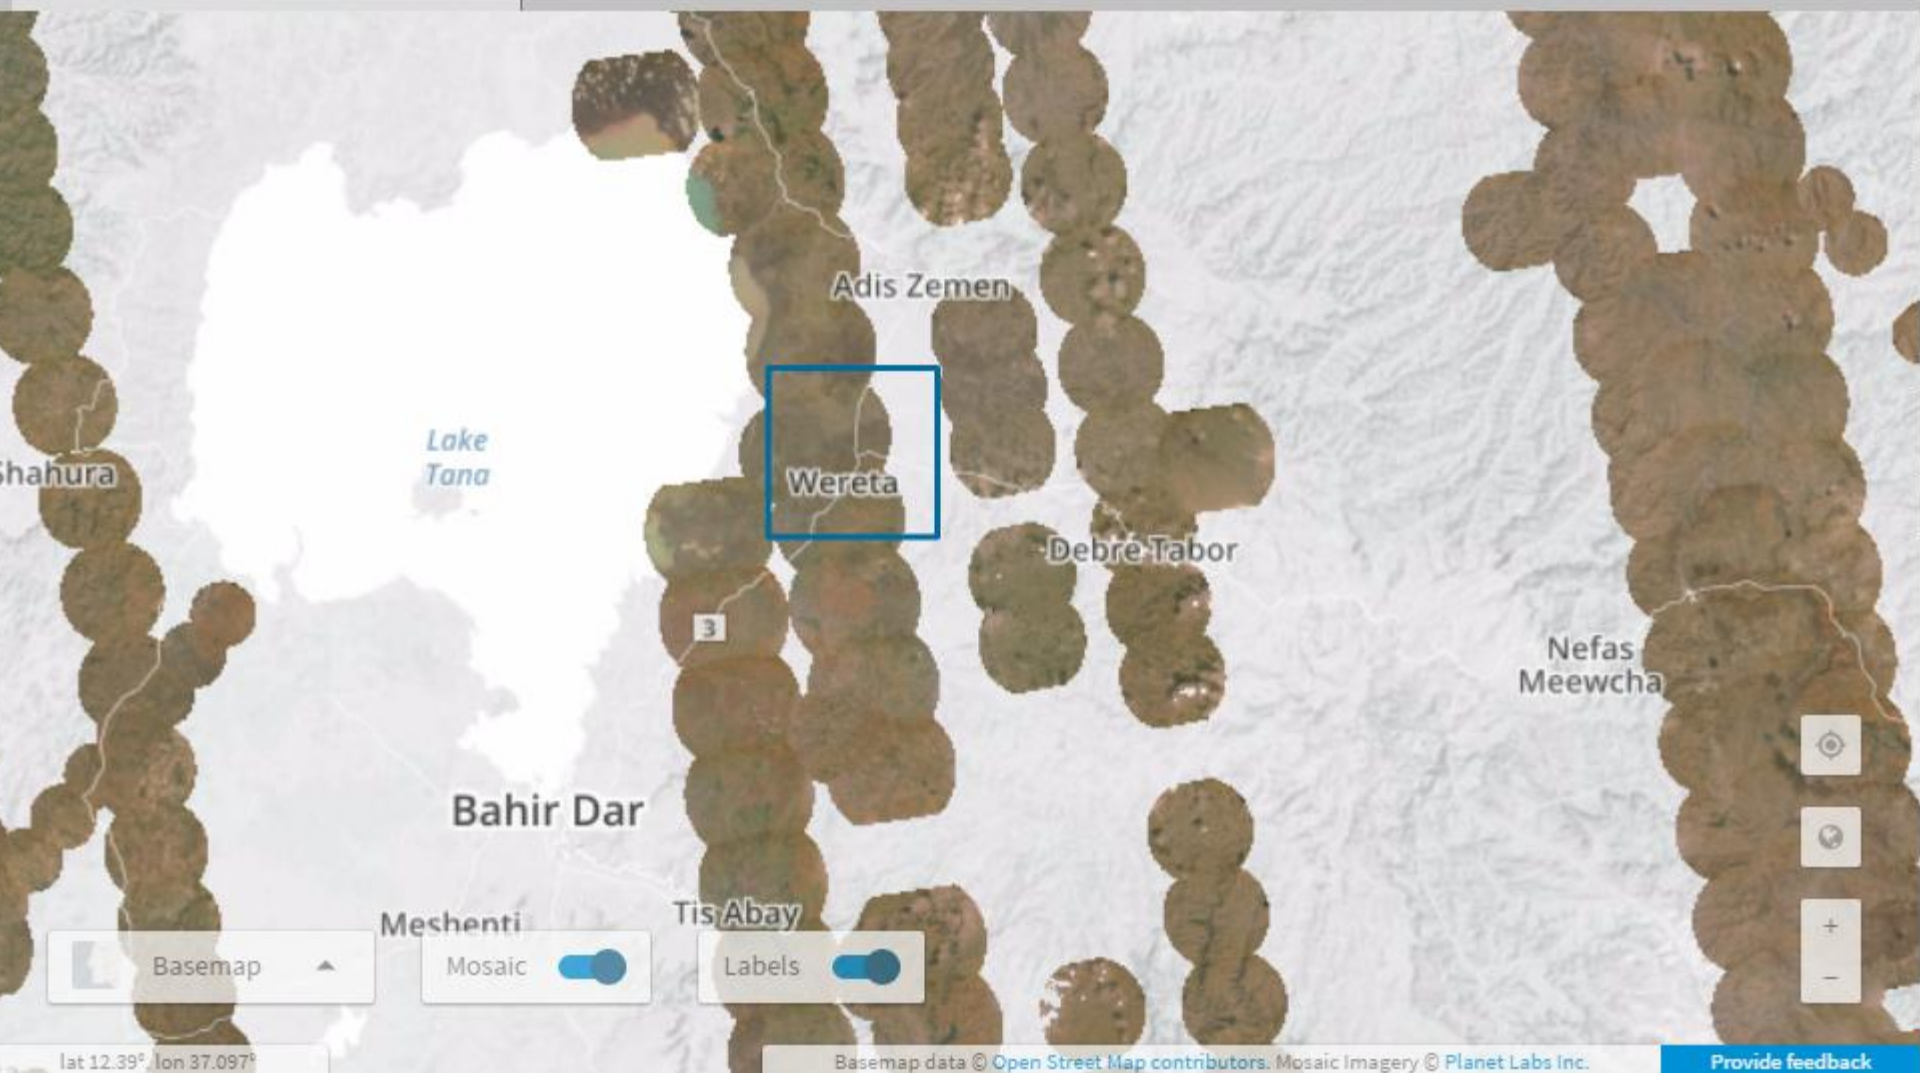 Adis Zemen
Lake
Tana
Shahura
Wereta
Debre Tabor
3
Nefas
Meewcha
Bahir Dar
Tis Abay
Meshenti
Basemap
Mosaic
Labels
+
−
lat 12.39°, lon 37.097°
Basemap data © Open Street Map contributors. Mosaic Imagery © Planet Labs Inc.
Provide feedback